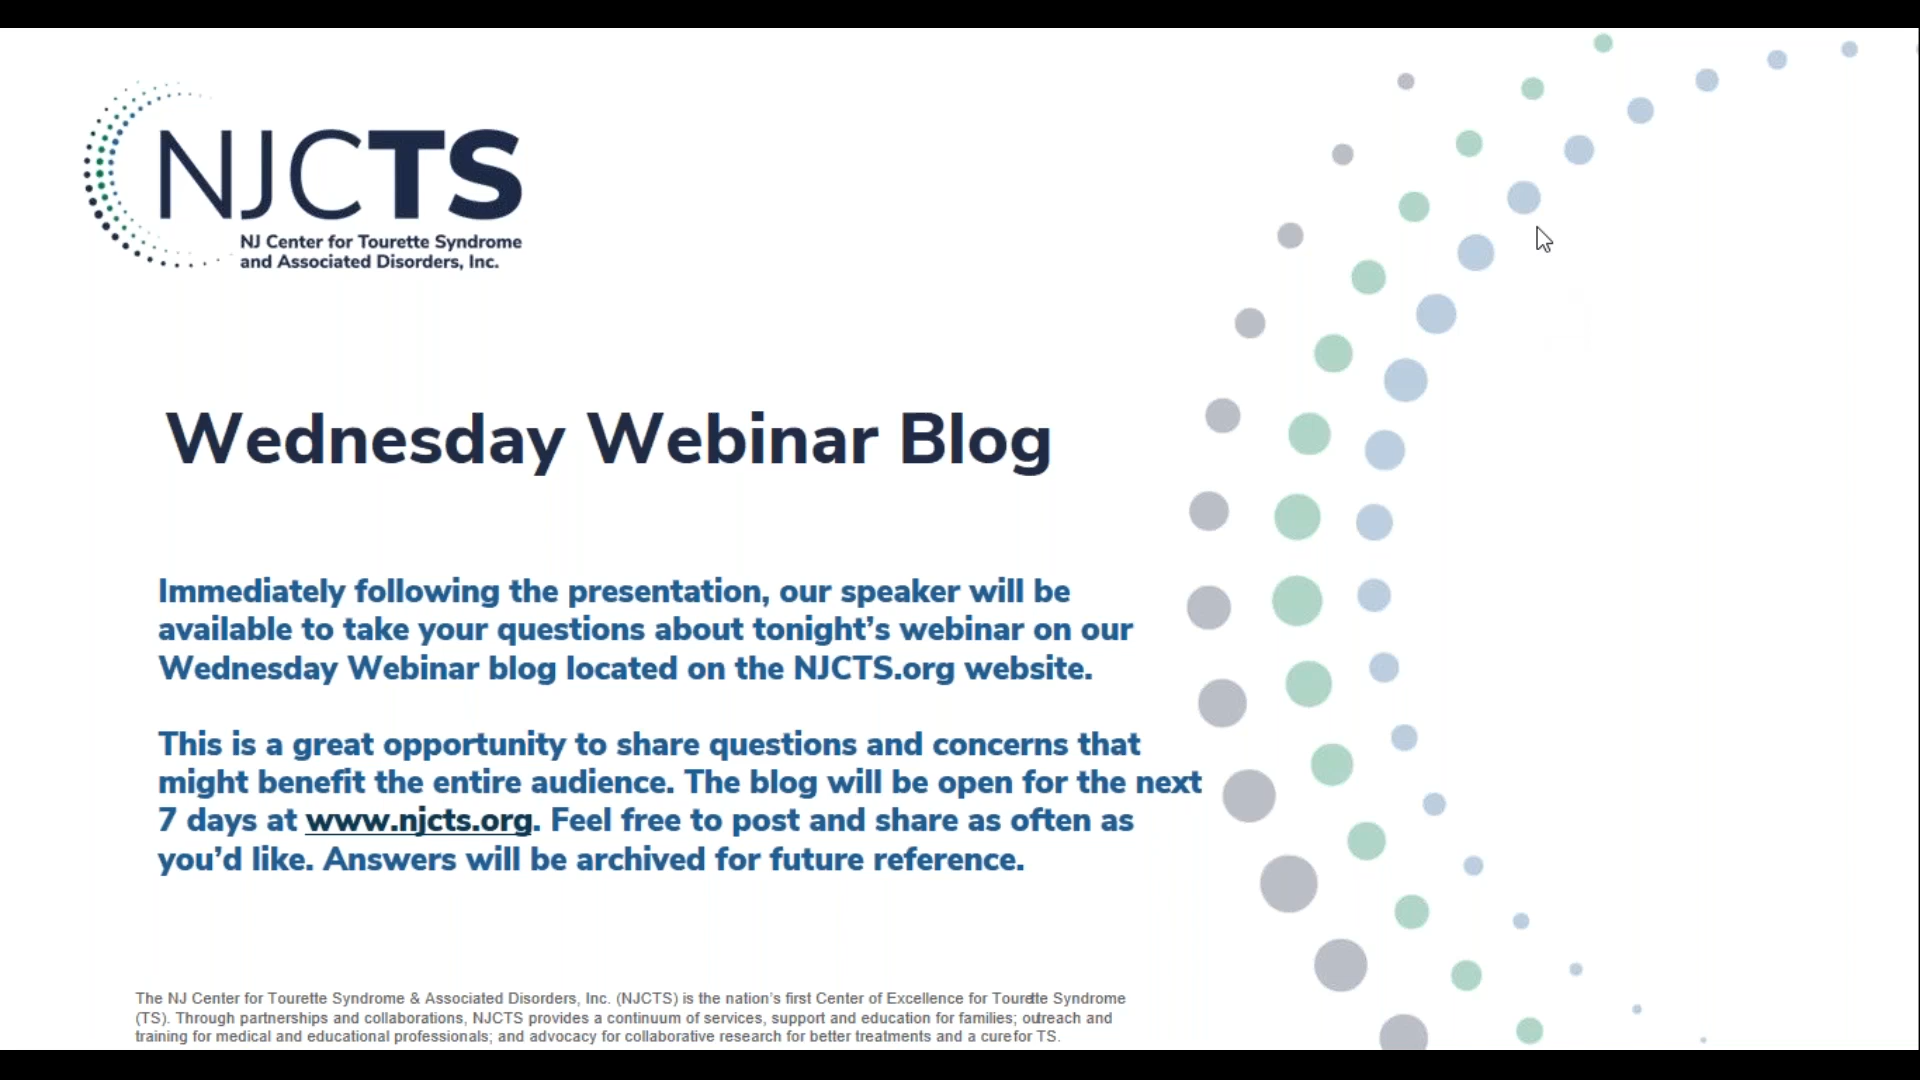 NJCTS
NJ Center for Tourette Syndrome
and Associated Disorders, Inc.
Wednesday Webinar Blog
Immediately following the presentation, our speaker will be
available to take your questions about tonight’s webinar on our
Wednesday Webinar blog located on the NJCTS.org website.
This is a great opportunity to share questions and concerns that
might benefit the entire audience. The blog will be open for the next
7 days at www.njcts.org. Feel free to post and share as often as
you’d like. Answers will be archived for future reference.
The NJ Center for Tourette Syndrome & Associated Disorders, Inc. (NJCTS) is the nation’s first Center of Excellence for Tourette Syndrome
(TS). Through partnerships and collaborations, NJCTS provides a continuum of services, support and education for families; outreach and
training for medical and educational professionals; and advocacy for collaborative research for better treatments and a cure for TS.